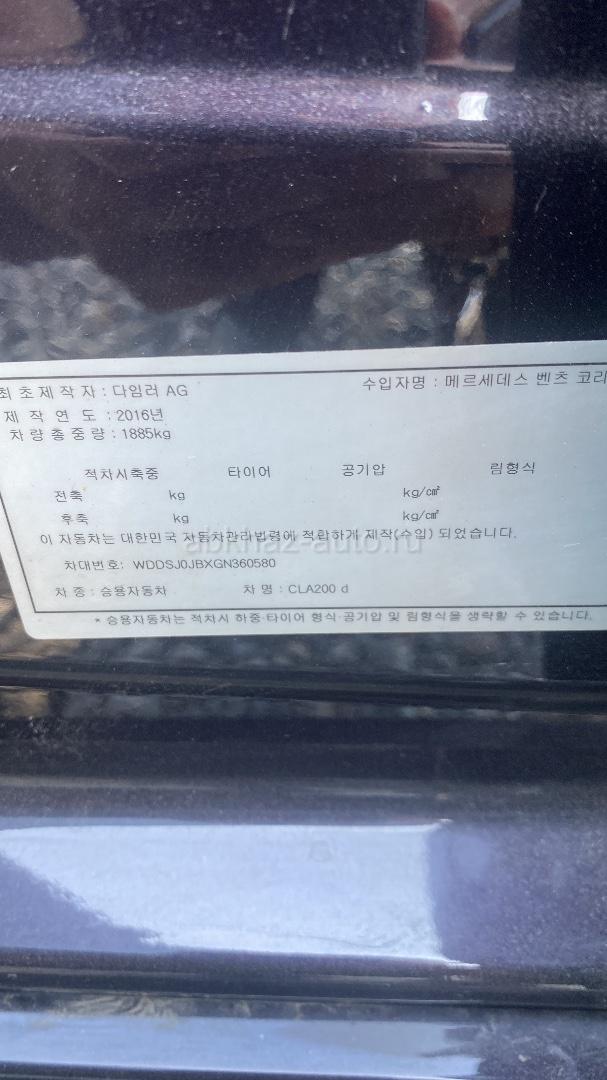 최초제작자 : 다임러 AG 수입자명 : 메르세데스 벤츠 코리
제 작 연 도 : 2016년
차량총중량 : 1885kg
적차시축중 타이어 공기압 림형식
전축 kg kg/㎠
후축 kg kg/㎠
이 자동차는 대한민국 자동차관리법령에 적합하게 제작(수입) 되었습니다.
abkhaz-auto.ru
차대번호: WDDSJ0JBXGN360580
차 종 : 승용자동차 차 명 : CLA200 d
* 승용자동차는 적차시 하중·타이어 형식·공기압 및 림형식을 생략할 수 있습니다.